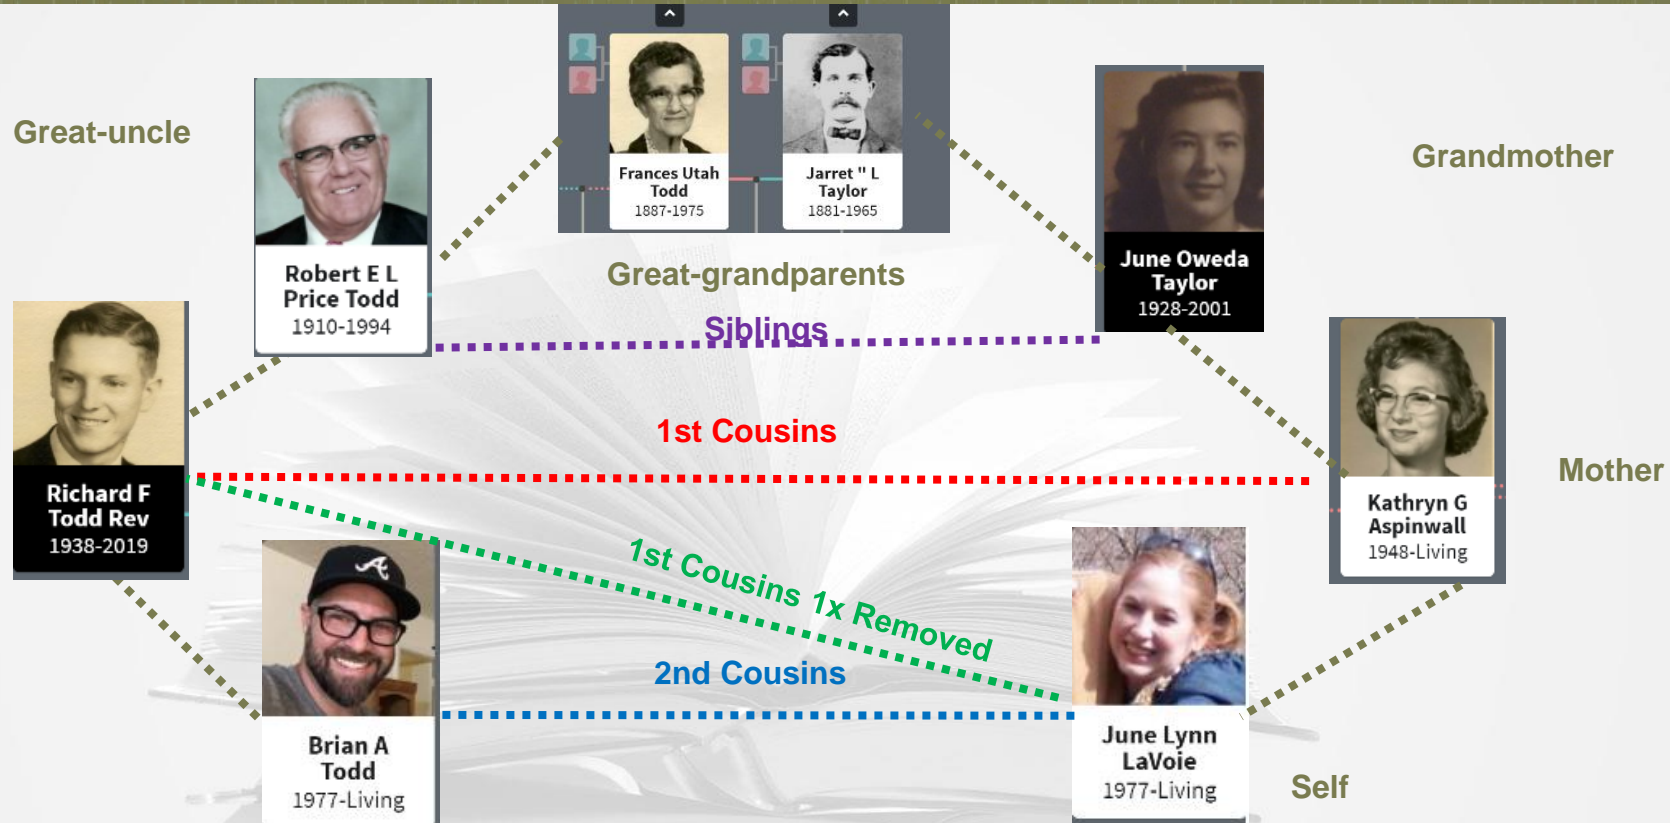 Great-uncle
Frances Utah
Todd
1887-1975
Jarret " L
Taylor
1881-1965
Great-grandparents
Grandmother
Robert E L
Price Todd
1910-1994
Siblings
June Oweda
Taylor
1928-2001
1st Cousins
Richard F
Todd Rev
1938-2019
Mother
Kathryn G
Aspinwall
1948-Living
1st Cousins 1x Removed
2nd Cousins
Brian A
Todd
1977-Living
June Lynn
LaVoie
1977-Living
Self